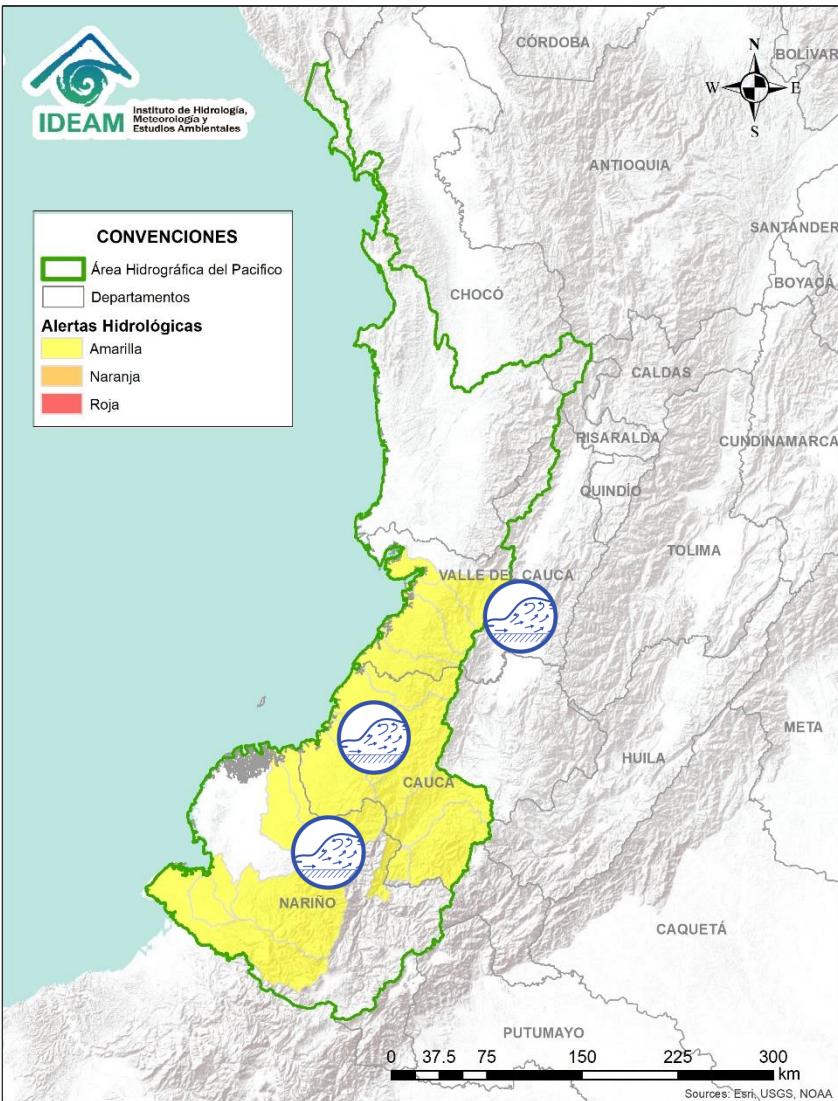 IDEAM
Instituto de Hidrología,
Meteorología y
Estudios Ambientales
CÓRDOBA
BOLÍVAR
N
W
E
S
ANTIOQUIA
SANTANDER
BOYACÁ
CONVENCIONES
Área Hidrográfica del Pacifico
Departamentos
Alertas Hidrológicas
Amarilla
Naranja
Roja
CHOCÓ
CALDAS
RISARALDA
CUNDINAMARCA
QUINDÍO
TOLIMA
VALLE DEL CAUCA
META
HUILA
CAUCA
NARIÑO
CAQUETÁ
PUTUMAYO
0 37.5 75 150 225 300
km
Sources: Esri, USGS, NOAA